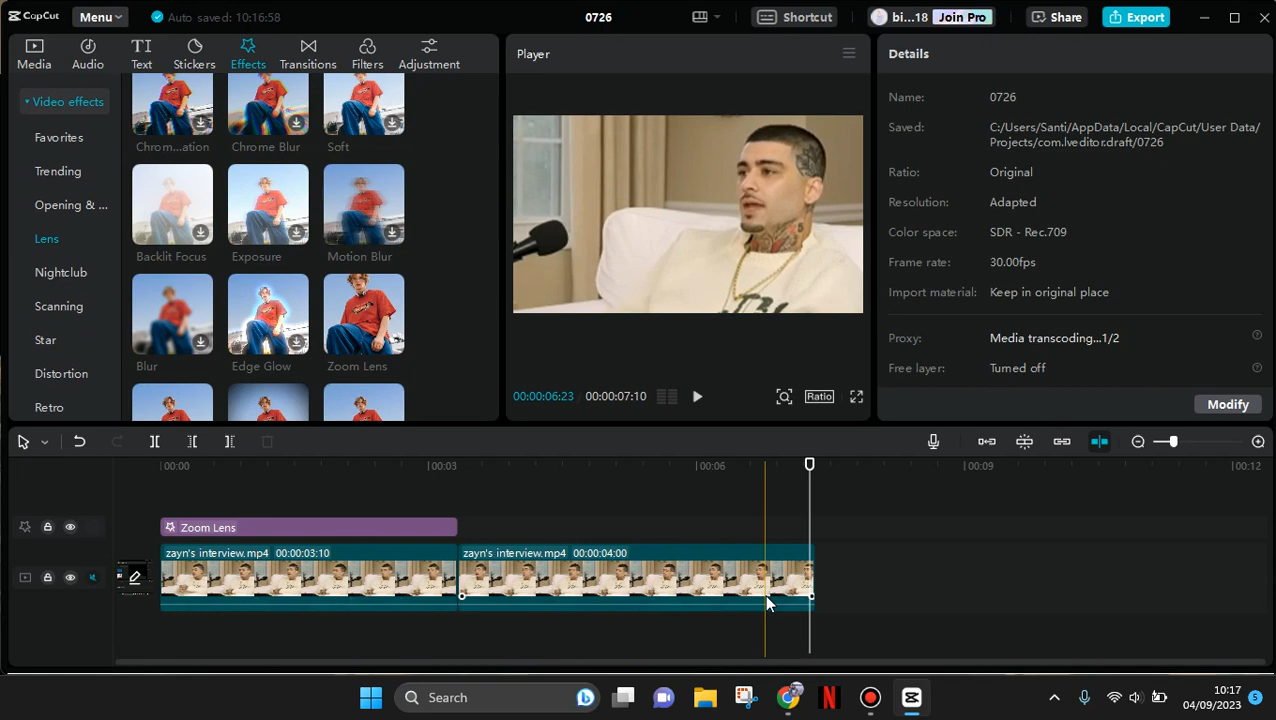 CapCut
Menu
Auto saved: 10:16:58
0726
Shortcut
bi...18
Join Pro
Share
Export
Media
Audio
Text
Stickers
Effects
Transitions
Filters
Adjustment
Player
Details
Video effects
Favorites
Trending
Opening & ...
Lens
Nightclub
Scanning
Star
Distortion
Retro
Chrom...ation
Chrome Blur
Soft
Backlit Focus
Exposure
Motion Blur
Blur
Edge Glow
Zoom Lens
Name:
0726
Saved:
C:/Users/Santi/AppData/Local/CapCut/User Data/
Projects/com.lveditor.draft/0726
Ratio:
Original
Resolution:
Adapted
Color space:
SDR - Rec.709
Frame rate:
30.00fps
Import material:
Keep in original place
Proxy:
Media transcoding...1/2
Free layer:
Turned off
Modify
00:00:06:23
00:00:07:10
Ratio
00:00
00:03
00:06
00:09
00:12
Zoom Lens
zayn's interview.mp4 00:00:03:10
zayn's interview.mp4 00:00:04:00
Search
10:17
04/09/2023
5